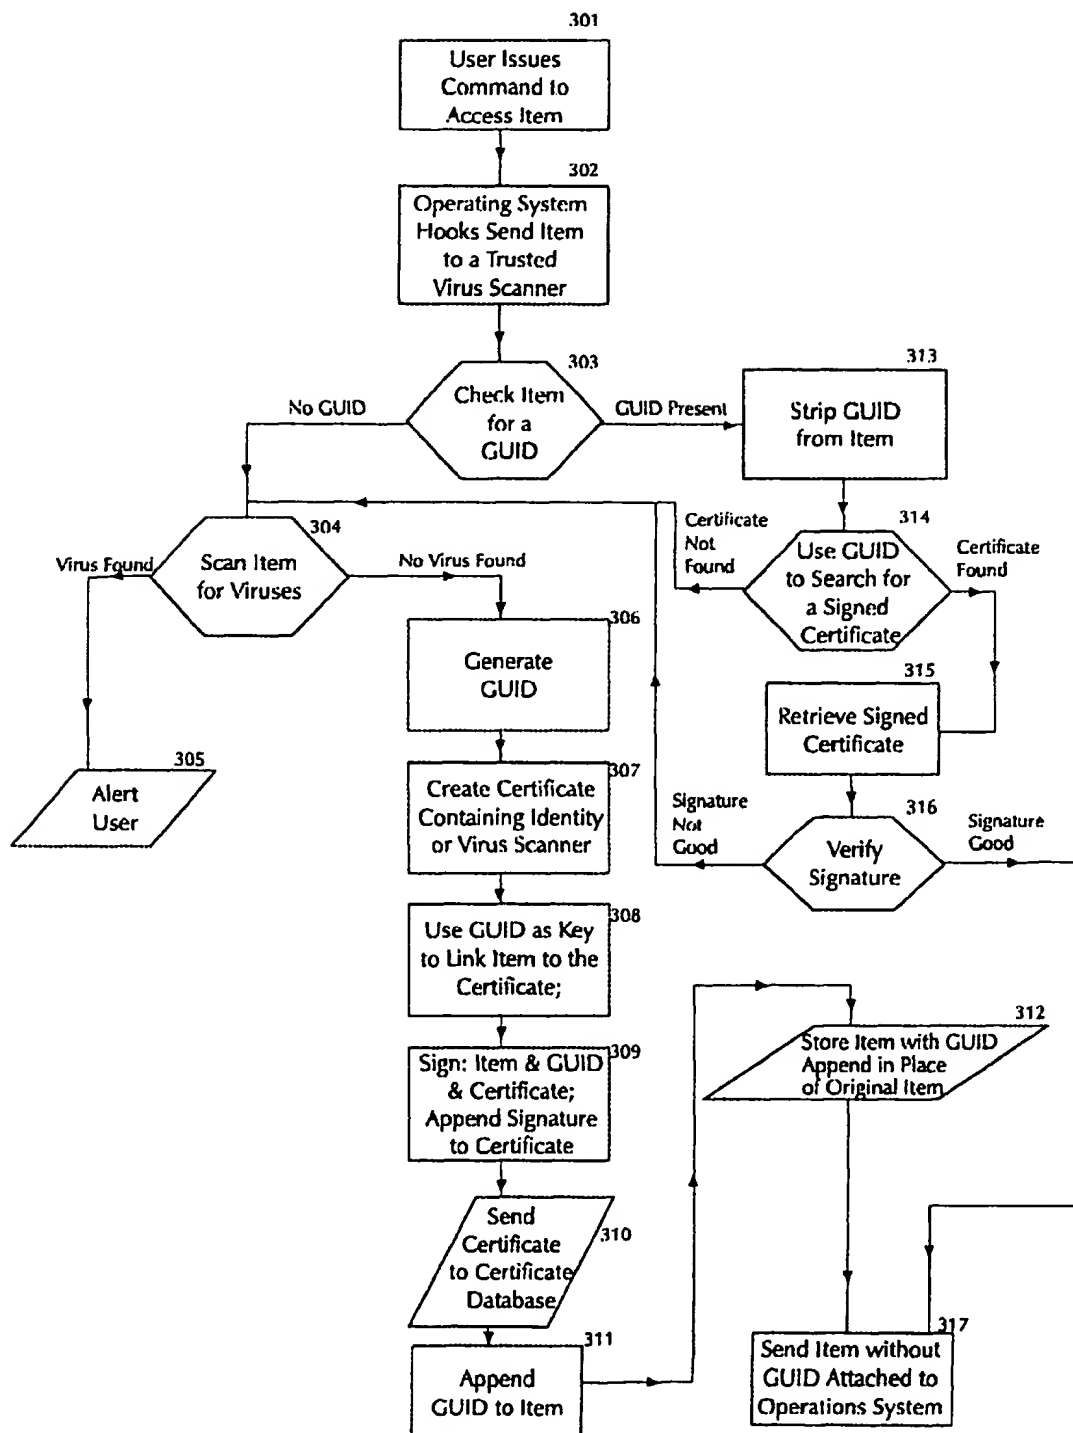 301
User Issues
Command to
Access Item
302
Operating System
Hooks Send Item
to a Trusted
Virus Scanner
303
Check Item
for a
GUID
No GUID
GUID Present
313
Strip GUID
from Item
304
Scan Item
for Viruses
Virus Found
No Virus Found
Certificate
Not
Found
314
Use GUID
to Search for
a Signed
Certificate
Certificate
Found
305
Alert
User
306
Generate
GUID
315
Retrieve Signed
Certificate
307
Create Certificate
Containing Identity
or Virus Scanner
Signature
Not
Good
316
Verify
Signature
Signature
Good
308
Use GUID as Key
to Link Item to the
Certificate;
309
Sign: Item & GUID
& Certificate;
Append Signature
to Certificate
312
Store Item with GUID
Append in Place
of Original Item
310
Send
Certificate
to Certificate
Database
311
Append
GUID to Item
317
Send Item without
GUID Attached to
Operations System